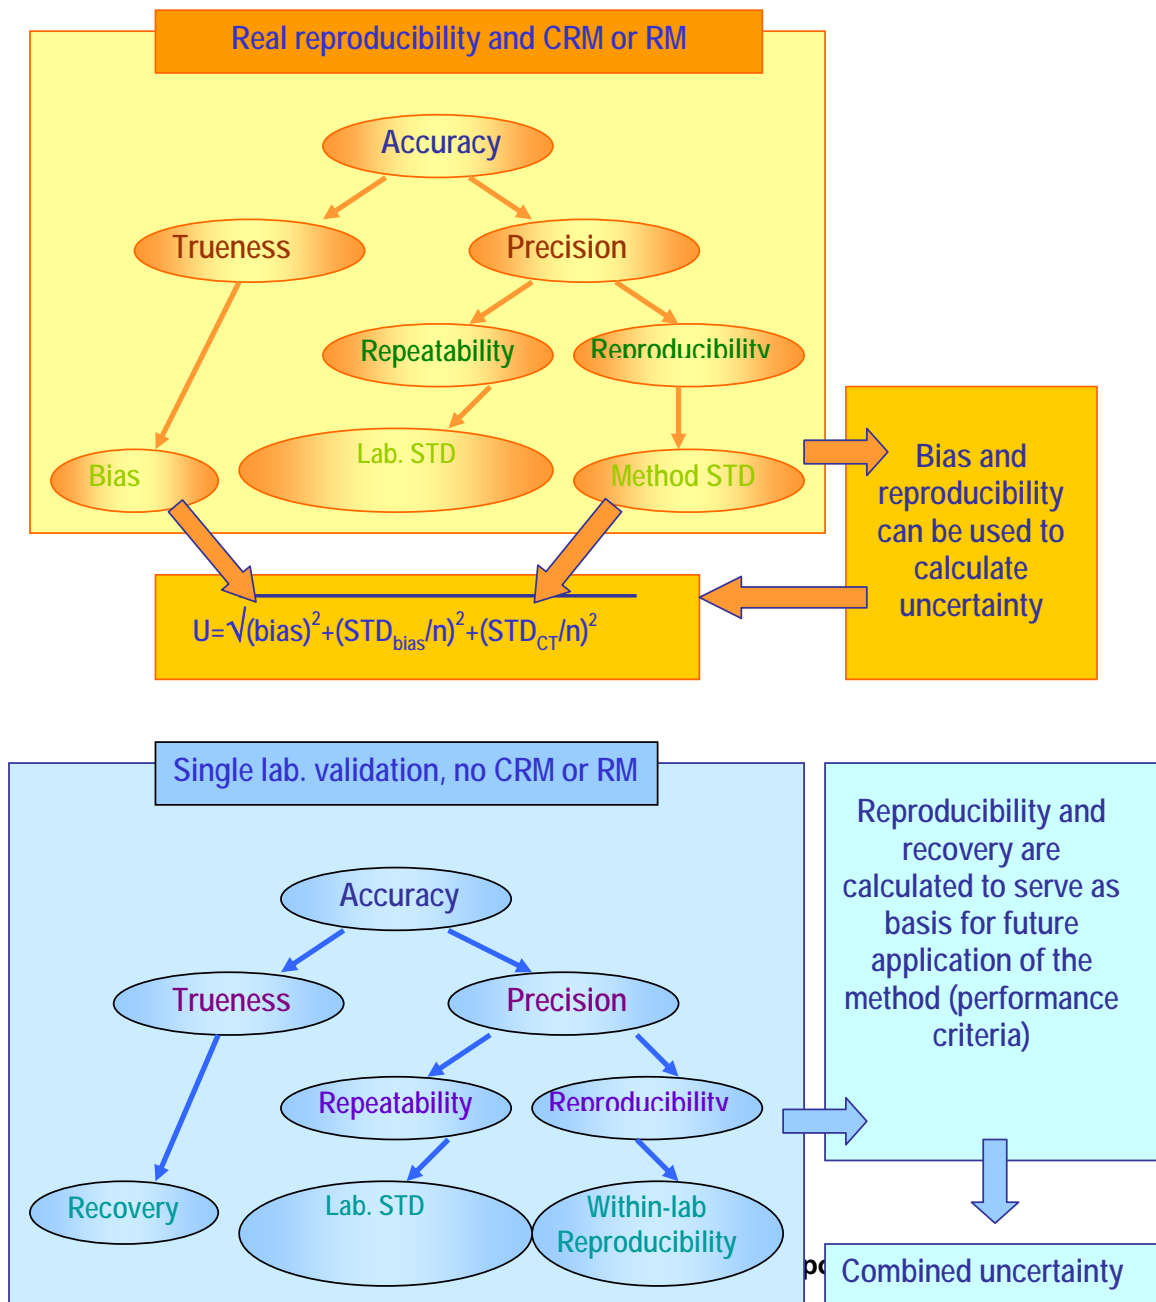 Real reproducibility and CRM or RM
Accuracy
Trueness
Precision
Repeatability
Reproducibility
Bias
Lab. STD
Method STD
Bias and
reproducibility
can be used to
calculate
uncertainty
U=√(bias)²+(STD_bias/n)²+(STD_CT/n)²
Single lab. validation, no CRM or RM
Accuracy
Trueness
Precision
Repeatability
Reproducibility
Recovery
Lab. STD
Within-lab
Reproducibility
Reproducibility and
recovery are
calculated to serve as
basis for future
application of the
method (performance
criteria)
Combined uncertainty